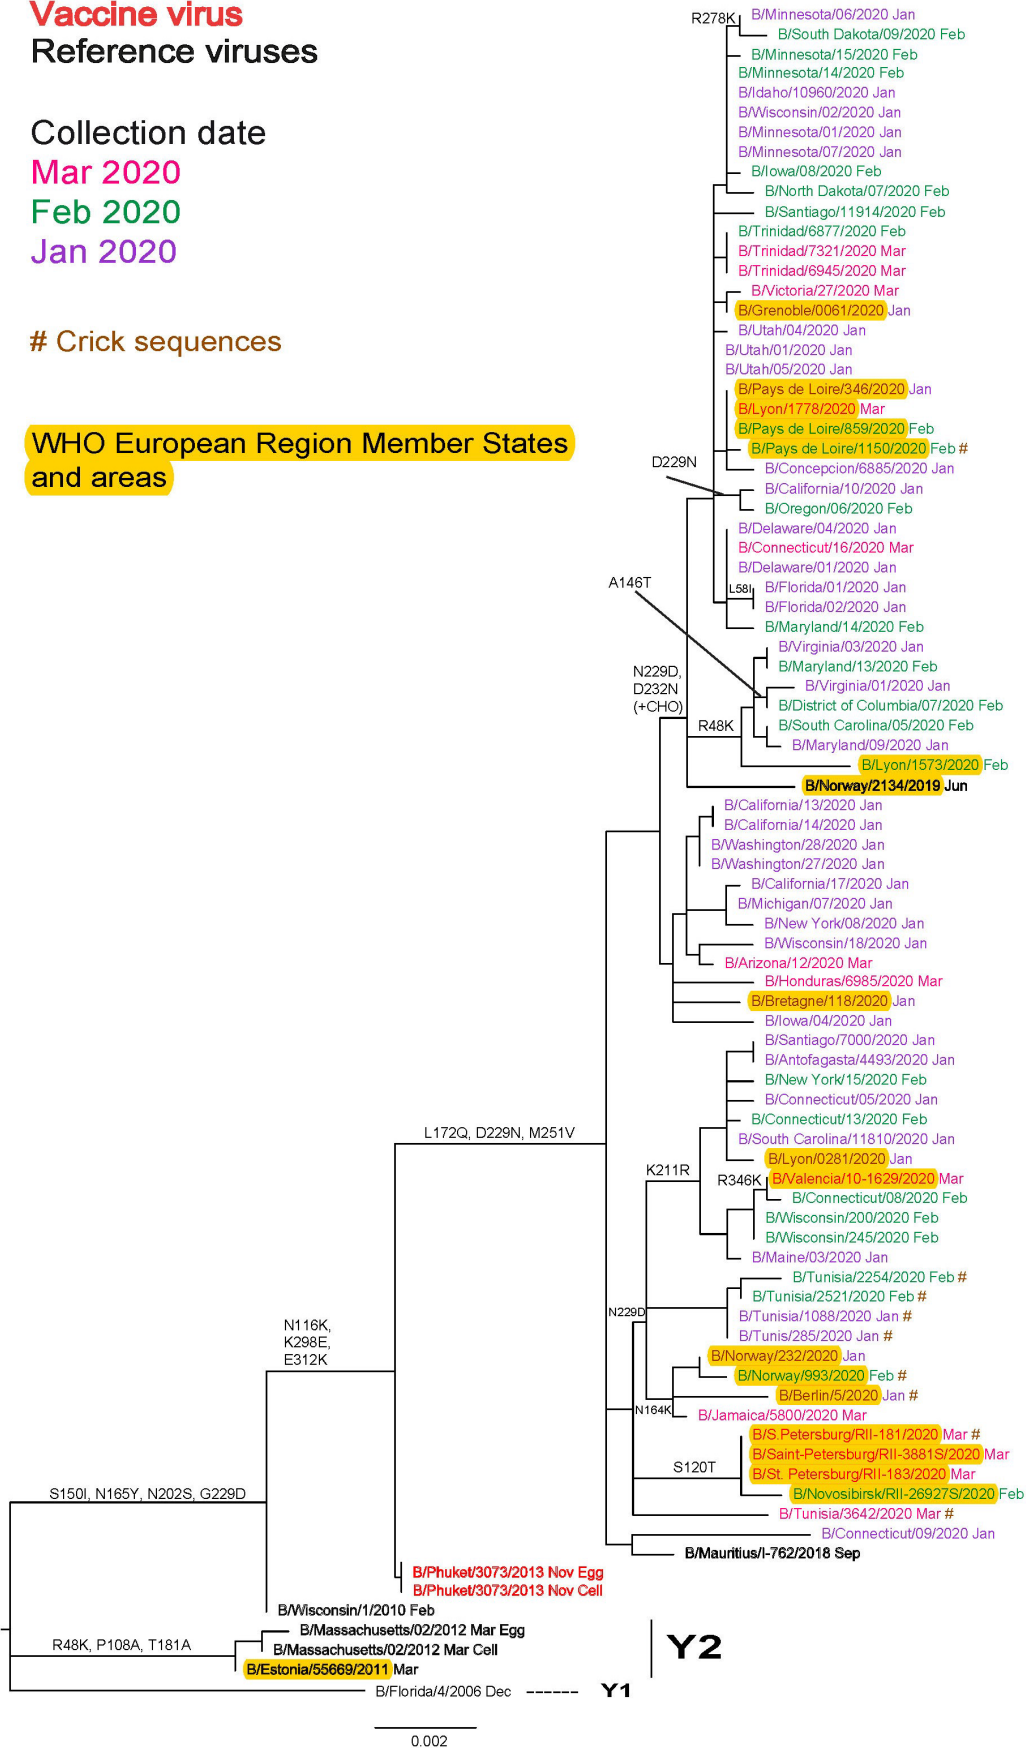 Vaccine virus
Reference viruses
Collection date
Mar 2020
Feb 2020
Jan 2020
# Crick sequences
WHO European Region Member States
and areas
R278K
B/Minnesota/06/2020 Jan
B/South Dakota/09/2020 Feb
B/Minnesota/15/2020 Feb
B/Minnesota/14/2020 Feb
B/Idaho/10960/2020 Jan
B/Wisconsin/02/2020 Jan
B/Minnesota/01/2020 Jan
B/Minnesota/07/2020 Jan
B/Iowa/08/2020 Feb
B/North Dakota/07/2020 Feb
B/Santiago/11914/2020 Feb
B/Trinidad/6877/2020 Feb
B/Trinidad/7321/2020 Mar
B/Trinidad/6945/2020 Mar
B/Victoria/27/2020 Mar
B/Grenoble/0061/2020 Jan
B/Utah/04/2020 Jan
B/Utah/01/2020 Jan
B/Utah/05/2020 Jan
B/Pays de Loire/346/2020 Jan
B/Lyon/1778/2020 Mar
B/Pays de Loire/859/2020 Feb
B/Pays de Loire/1150/2020 Feb #
B/Concepcion/6885/2020 Jan
D229N
B/California/10/2020 Jan
B/Oregon/06/2020 Feb
B/Delaware/04/2020 Jan
B/Connecticut/16/2020 Mar
B/Delaware/01/2020 Jan
A146T
L58I
B/Florida/01/2020 Jan
B/Florida/02/2020 Jan
B/Maryland/14/2020 Feb
B/Virginia/03/2020 Jan
B/Maryland/13/2020 Feb
N229D,
D232N
(+CHO)
B/Virginia/01/2020 Jan
B/District of Columbia/07/2020 Feb
R48K
B/South Carolina/05/2020 Feb
B/Maryland/09/2020 Jan
B/Lyon/1573/2020 Feb
B/Norway/2134/2019 Jun
B/California/13/2020 Jan
B/California/14/2020 Jan
B/Washington/28/2020 Jan
B/Washington/27/2020 Jan
B/California/17/2020 Jan
B/Michigan/07/2020 Jan
B/New York/08/2020 Jan
B/Wisconsin/18/2020 Jan
B/Arizona/12/2020 Mar
B/Honduras/6985/2020 Mar
B/Bretagne/118/2020 Jan
B/Iowa/04/2020 Jan
B/Santiago/7000/2020 Jan
B/Antofagasta/4493/2020 Jan
B/New York/15/2020 Feb
B/Connecticut/05/2020 Jan
B/Connecticut/13/2020 Feb
L172Q, D229N, M251V
B/South Carolina/11810/2020 Jan
B/Lyon/0281/2020 Jan
K211R
R346K
B/Valencia/10-1629/2020 Mar
B/Connecticut/08/2020 Feb
B/Wisconsin/200/2020 Feb
B/Wisconsin/245/2020 Feb
B/Maine/03/2020 Jan
B/Tunisia/2254/2020 Feb #
B/Tunisia/2521/2020 Feb #
N229D
B/Tunisia/1088/2020 Jan #
B/Tunis/285/2020 Jan #
N116K,
K298E,
E312K
B/Norway/232/2020 Jan
B/Norway/993/2020 Feb #
B/Berlin/5/2020 Jan #
N164K
B/Jamaica/5800/2020 Mar
B/S.Petersburg/RII-181/2020 Mar #
B/Saint-Petersburg/RII-3881S/2020 Mar
S120T
B/St. Petersburg/RII-183/2020 Mar
B/Novosibirsk/RII-26927S/2020 Feb
S150I, N165Y, N202S, G229D
B/Tunisia/3642/2020 Mar #
B/Connecticut/09/2020 Jan
B/Mauritius/I-762/2018 Sep
B/Phuket/3073/2013 Nov Egg
B/Phuket/3073/2013 Nov Cell
B/Wisconsin/1/2010 Feb
B/Massachusetts/02/2012 Mar Egg
R48K, P108A, T181A
B/Massachusetts/02/2012 Mar Cell
Y2
B/Estonia/55669/2011 Mar
B/Florida/4/2006 Dec
Y1
0.002